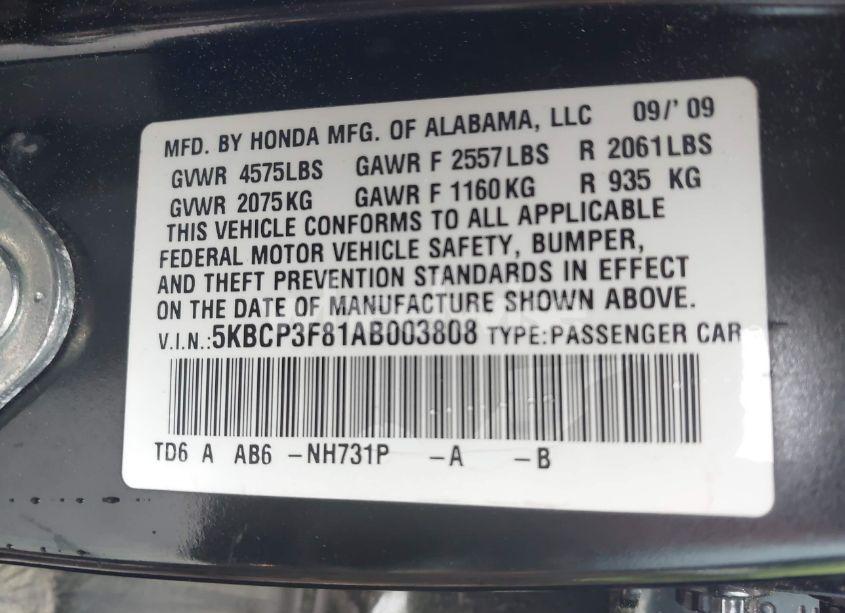 MFD. BY HONDA MFG. OF ALABAMA, LLC 09/' 09
GVWR 4575LBS GAWR F 2557LBS R 2061LBS
GVWR 2075KG GAWR F 1160KG R 935 KG
THIS VEHICLE CONFORMS TO ALL APPLICABLE
FEDERAL MOTOR VEHICLE SAFETY, BUMPER,
AND THEFT PREVENTION STANDARDS IN EFFECT
ON THE DATE OF MANUFACTURE SHOWN ABOVE.
V.I.N.:5KBCP3F81AB003808 TYPE:PASSENGER CAR
TD6 A AB6 -NH731P -A -B